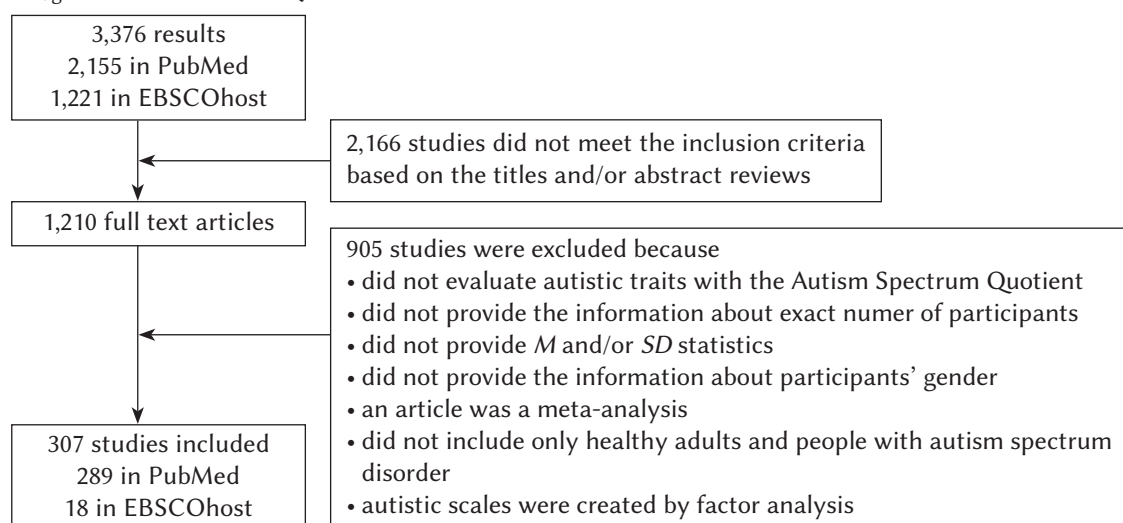 3,376 results
2,155 in PubMed
1,221 in EBSCOhost
2,166 studies did not meet the inclusion criteria
based on the titles and/or abstract reviews
1,210 full text articles
905 studies were excluded because
• did not evaluate autistic traits with the Autism Spectrum Quotient
• did not provide the information about exact numer of participants
• did not provide M and/or SD statistics
• did not provide the information about participants' gender
• an article was a meta-analysis
• did not include only healthy adults and people with autism spectrum
disorder
• autistic scales were created by factor analysis
307 studies included
289 in PubMed
18 in EBSCOhost